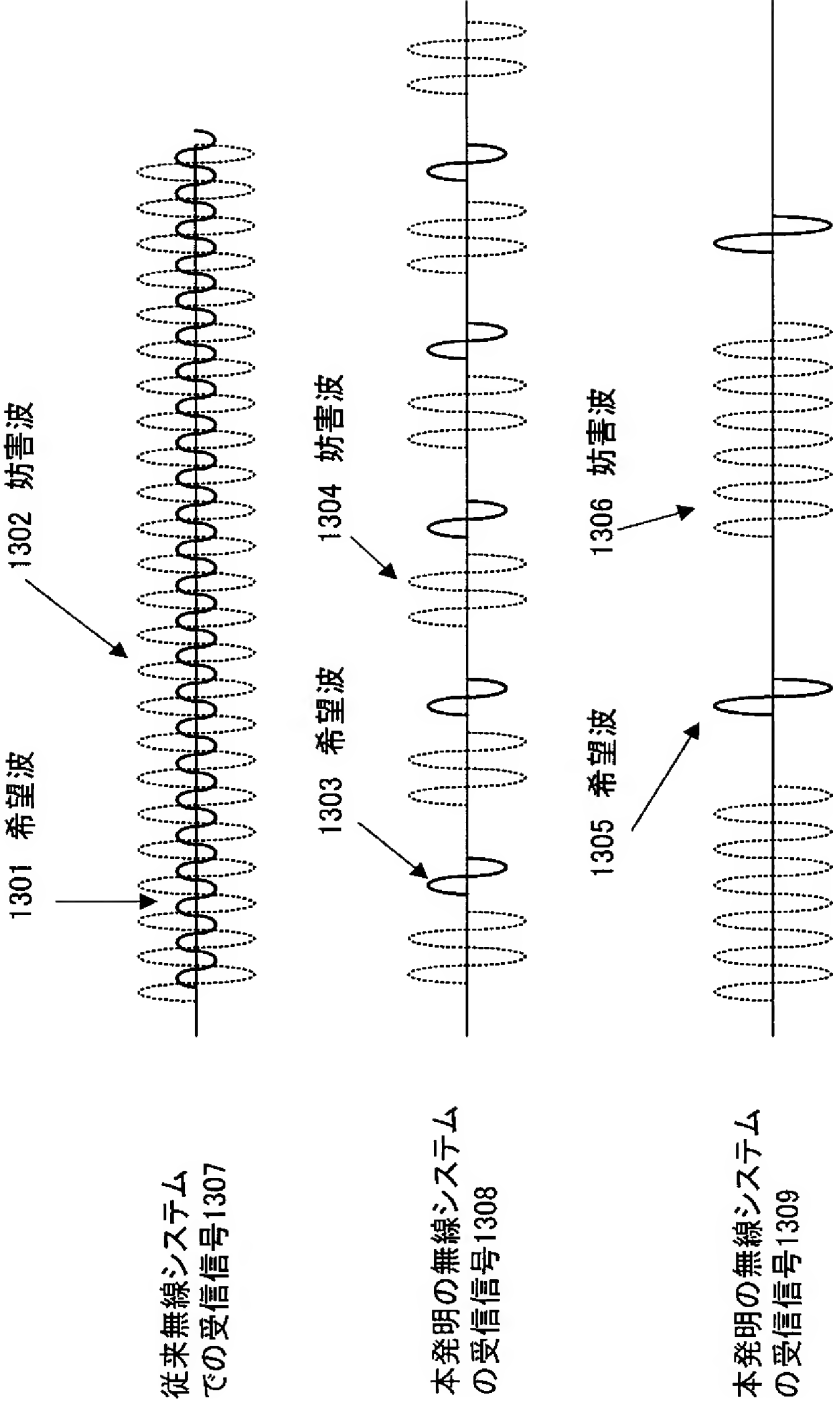 1301 希望波
1302 妨害波
従来無線システム
での受信信号1307
1303 希望波
1304 妨害波
本発明の無線システム
の受信信号1308
1305 希望波
1306 妨害波
本発明の無線システム
の受信信号1309